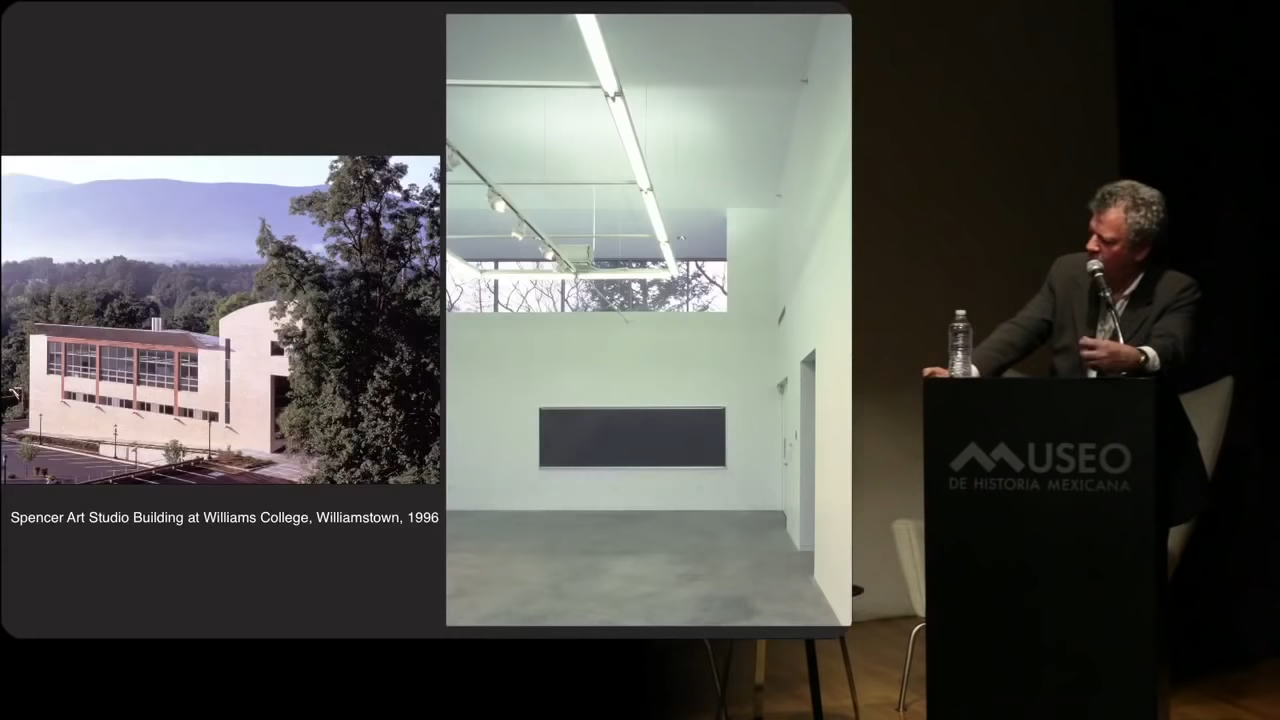 Spencer Art Studio Building at Williams College, Williamstown, 1996
MUSEO
DE HISTORIA MEXICANA